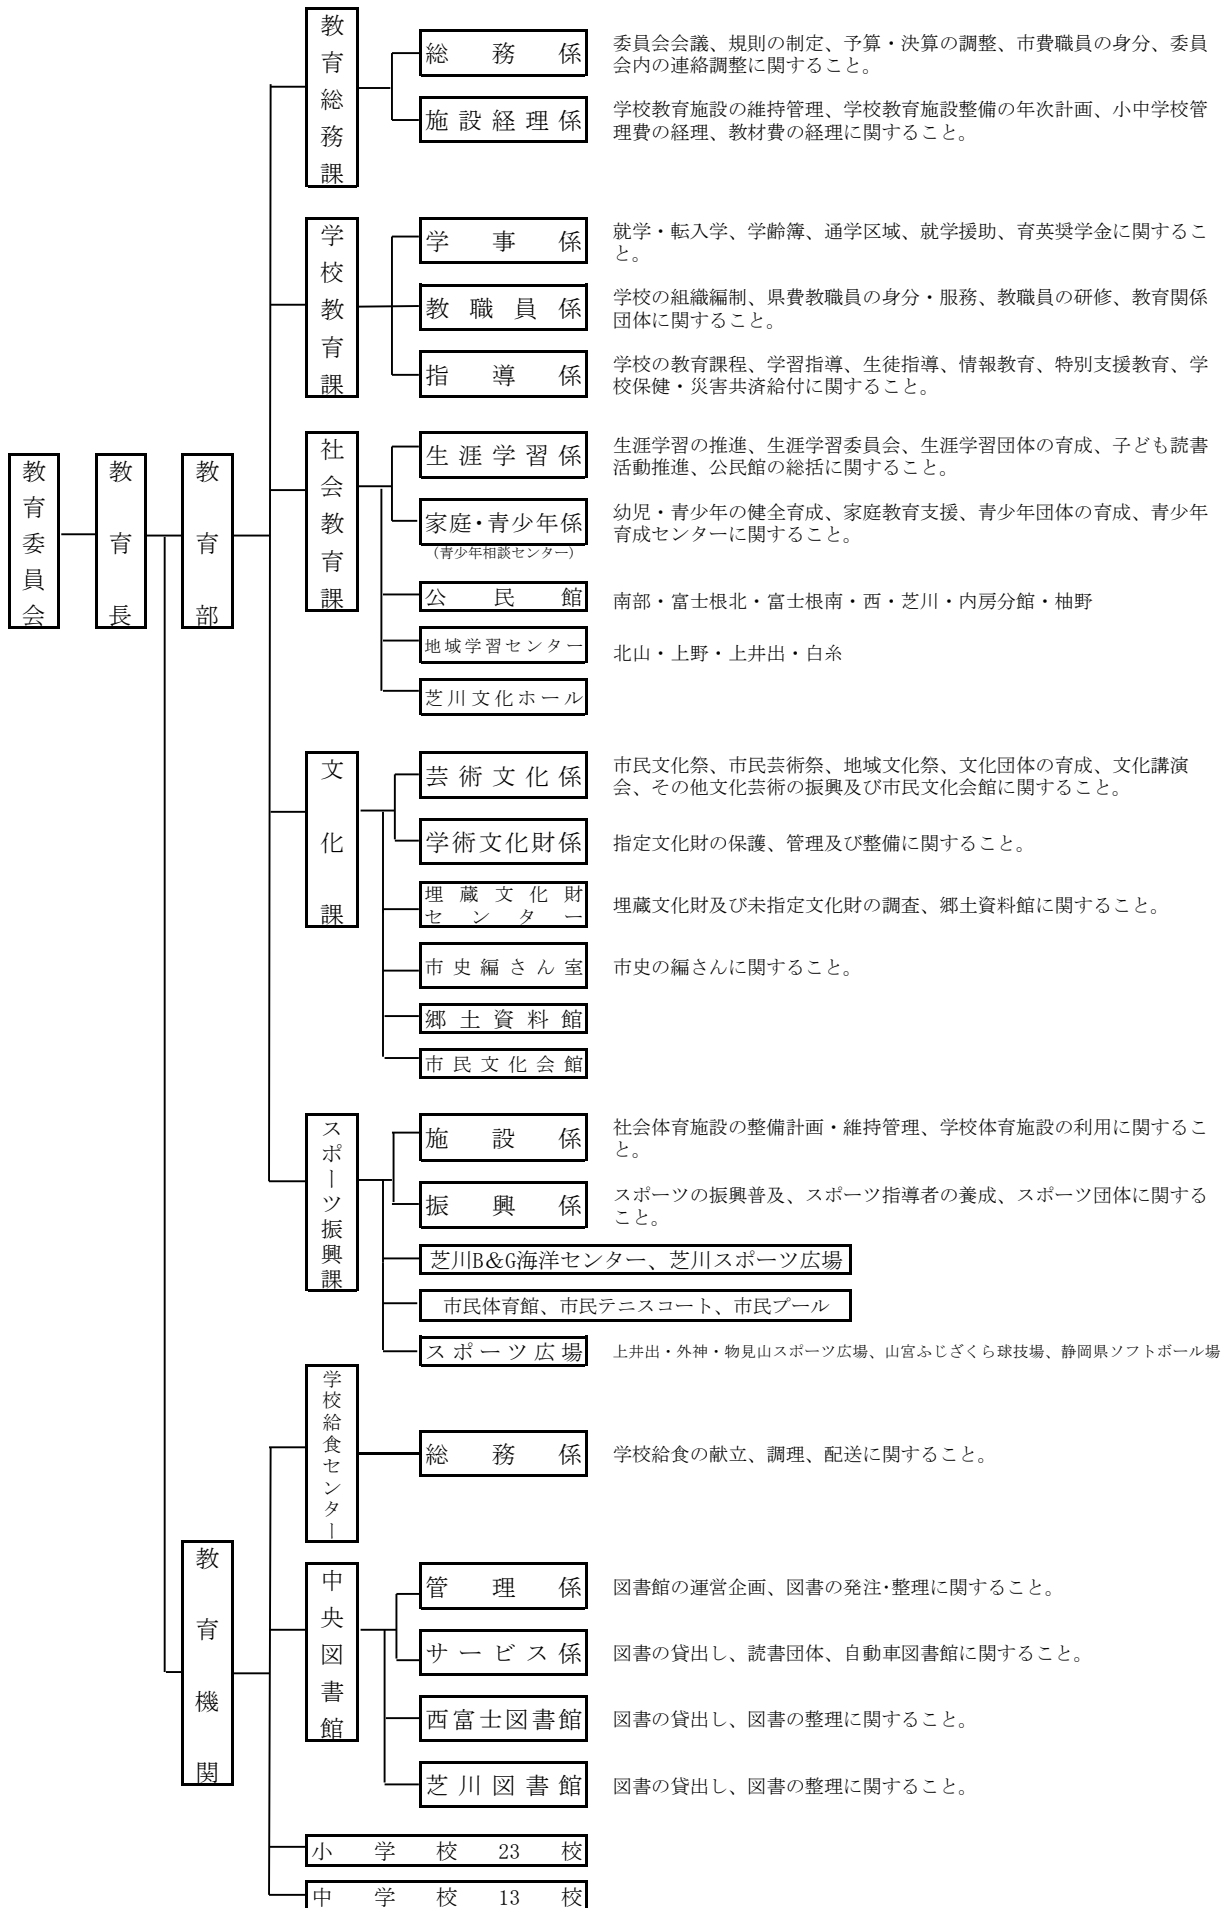 教育委員会
教育長
教育部
教育総務課
総務係
委員会会議、規則の制定、予算・決算の調整、市費職員の身分、委員
会内の連絡調整に関すること。
施設経理係
学校教育施設の維持管理、学校教育施設整備の年次計画、小中学校管
理費の経理、教材費の経理に関すること。
学校教育課
学事係
就学・転入学、学齢簿、通学区域、就学援助、育英奨学金に関するこ
と。
教職員係
学校の組織編制、県費教職員の身分・服務、教職員の研修、教育関係
団体に関すること。
指導係
学校の教育課程、学習指導、生徒指導、情報教育、特別支援教育、学
校保健・災害共済給付に関すること。
社会教育課
生涯学習係
生涯学習の推進、生涯学習委員会、生涯学習団体の育成、子ども読書
活動推進、公民館の総括に関すること。
家庭・青少年係
(青少年相談センター)
幼児・青少年の健全育成、家庭教育支援、青少年団体の育成、青少年
育成センターに関すること。
公民館
南部・富士根北・富士根南・西・芝川・内房分館・柚野
地域学習センター
北山・上野・上井出・白糸
芝川文化ホール
文化課
芸術文化係
市民文化祭、市民芸術祭、地域文化祭、文化団体の育成、文化講演
会、その他文化芸術の振興及び市民文化会館に関すること。
学術文化財係
指定文化財の保護、管理及び整備に関すること。
埋蔵文化財
センター
埋蔵文化財及び未指定文化財の調査、郷土資料館に関すること。
市史編さん室
市史の編さんに関すること。
郷土資料館
市民文化会館
スポーツ振興課
施設係
社会体育施設の整備計画・維持管理、学校体育施設の利用に関するこ
と。
振興係
スポーツの振興普及、スポーツ指導者の養成、スポーツ団体に関する
こと。
芝川B&G海洋センター、芝川スポーツ広場
市民体育館、市民テニスコート、市民プール
スポーツ広場
上井出・外神・物見山スポーツ広場、山宮ふじざくら球技場、静岡県ソフトボール場
教育機関
学校給食センター
総務係
学校給食の献立、調理、配送に関すること。
中央図書館
管理係
図書館の運営企画、図書の発注・整理に関すること。
サービス係
図書の貸出し、読書団体、自動車図書館に関すること。
西富士図書館
図書の貸出し、図書の整理に関すること。
芝川図書館
図書の貸出し、図書の整理に関すること。
小学校23校
中学校13校